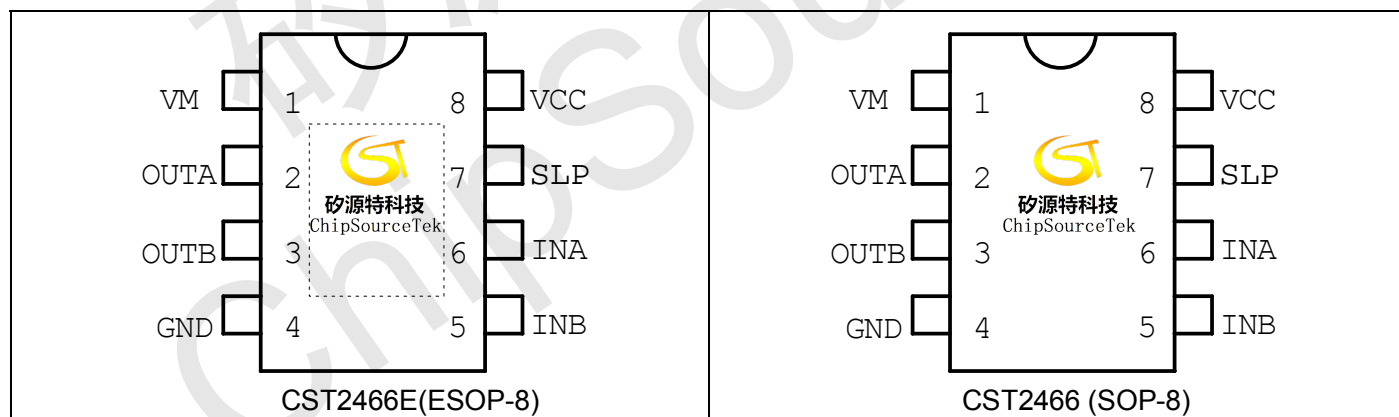 VM 1 8 VCC
OUTA 2 7 SLP
OUTB 3 6 INA
GND 4 5 INB
矽源特科技
ChipSourceTek
CST2466E(ESOP-8)
VM 1 8 VCC
OUTA 2 7 SLP
OUTB 3 6 INA
GND 4 5 INB
矽源特科技
ChipSourceTek
CST2466 (SOP-8)